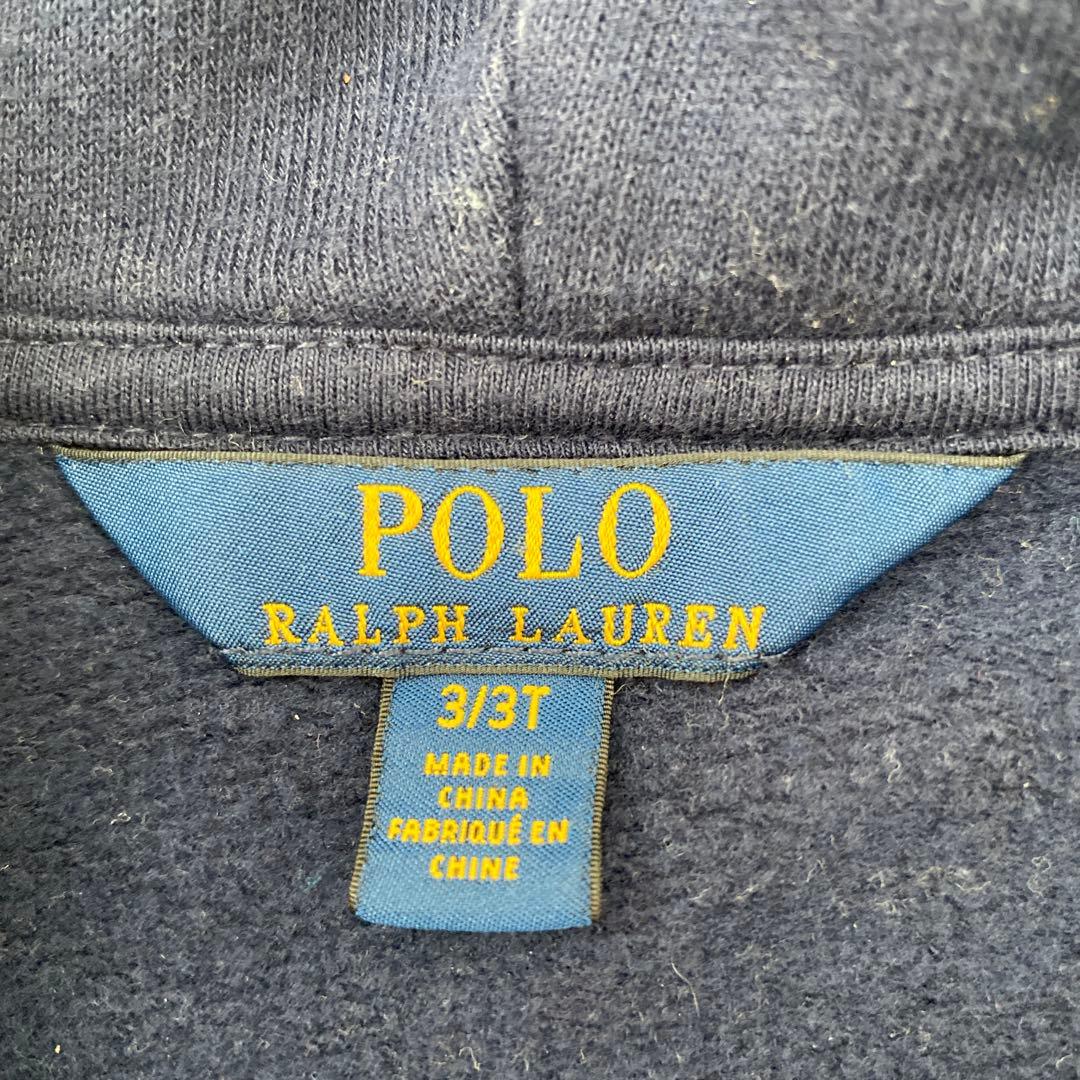 POLO
RALPH LAUREN
3/3T
MADE IN
CHINA
FABRIQUÉ EN
CHINE